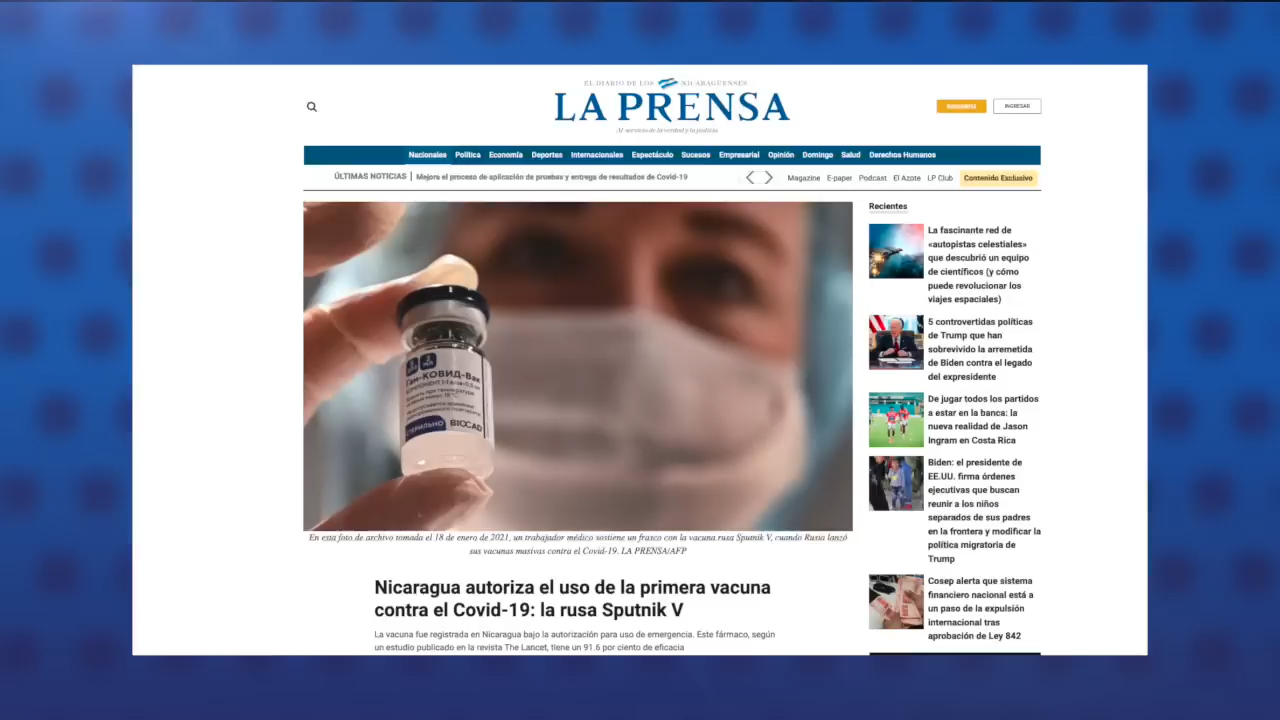 EL DIARIO DE LOS NICARAGÜENSES
LA PRENSA
Al servicio de la verdad y la justicia
INGRESAR
Nacionales Política Economía Deportes Internacionales Espectáculo Sucesos Empresarial Opinión Domingo Salud Derechos Humanos
ÚLTIMAS NOTICIAS | Mejora el proceso de aplicación de pruebas y entrega de resultados de Covid-19
Magazine E-paper Podcast El Azote LP Club Contenido Exclusivo
Гам-КОВИД-Вак
BIOCAD
En esta foto de archivo tomada el 18 de enero de 2021, un trabajador médico sostiene un frasco con la vacuna rusa Sputnik V, cuando Rusia lanzó
sus vacunas masivas contra el Covid-19. LA PRENSA/AFP
Nicaragua autoriza el uso de la primera vacuna
contra el Covid-19: la rusa Sputnik V
La vacuna fue registrada en Nicaragua bajo la autorización para uso de emergencia. Este fármaco, según
un estudio publicado en la revista The Lancet, tiene un 91.6 por ciento de eficacia
Recientes
La fascinante red de
«autopistas celestiales»
que descubrió un equipo
de científicos (y cómo
puede revolucionar los
viajes espaciales)
5 controvertidas políticas
de Trump que han
sobrevivido la arremetida
de Biden contra el legado
del expresidente
De jugar todos los partidos
a estar en la banca: la
nueva realidad de Jason
Ingram en Costa Rica
Biden: el presidente de
EE.UU. firma órdenes
ejecutivas que buscan
reunir a los niños
separados de sus padres
en la frontera y modificar la
política migratoria de
Trump
Cosep alerta que sistema
financiero nacional está a
un paso de la expulsión
internacional tras
aprobación de Ley 842